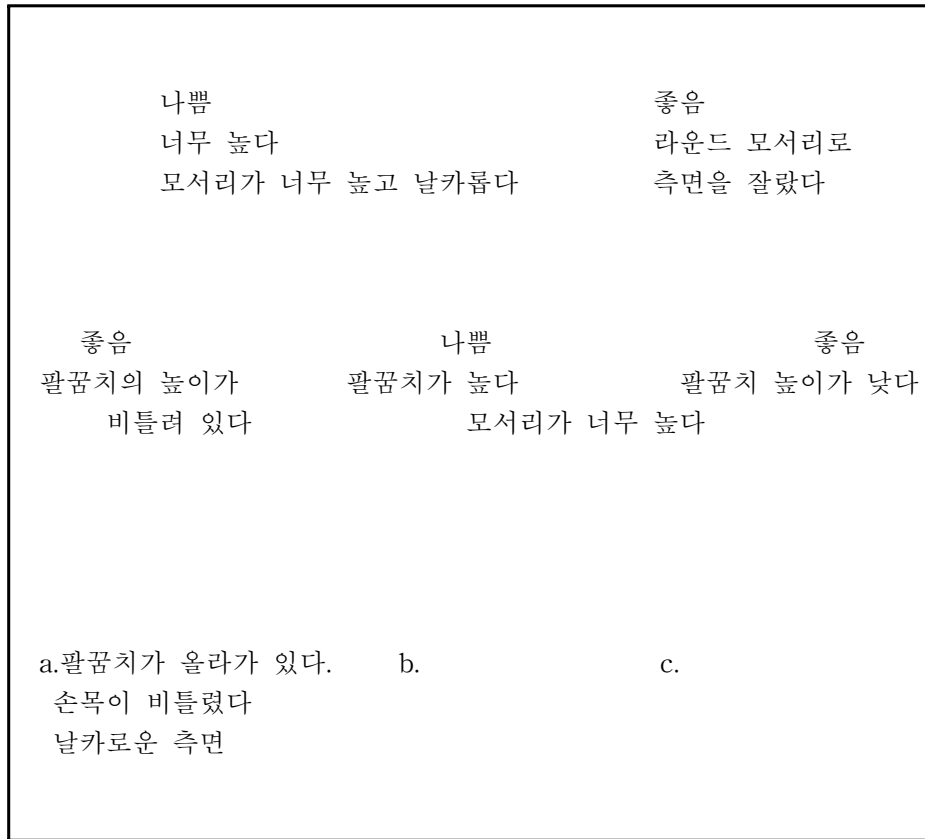 나쁨 좋음
너무 높다 라운드 모서리로
모서리가 너무 높고 날카롭다 측면을 잘랐다
좋음 나쁨 좋음
팔꿈치의 높이가 팔꿈치가 높다 팔꿈치 높이가 낮다
비틀려 있다 모서리가 너무 높다
a.팔꿈치가 올라가 있다. b. c.
손목이 비틀렸다
날카로운 측면